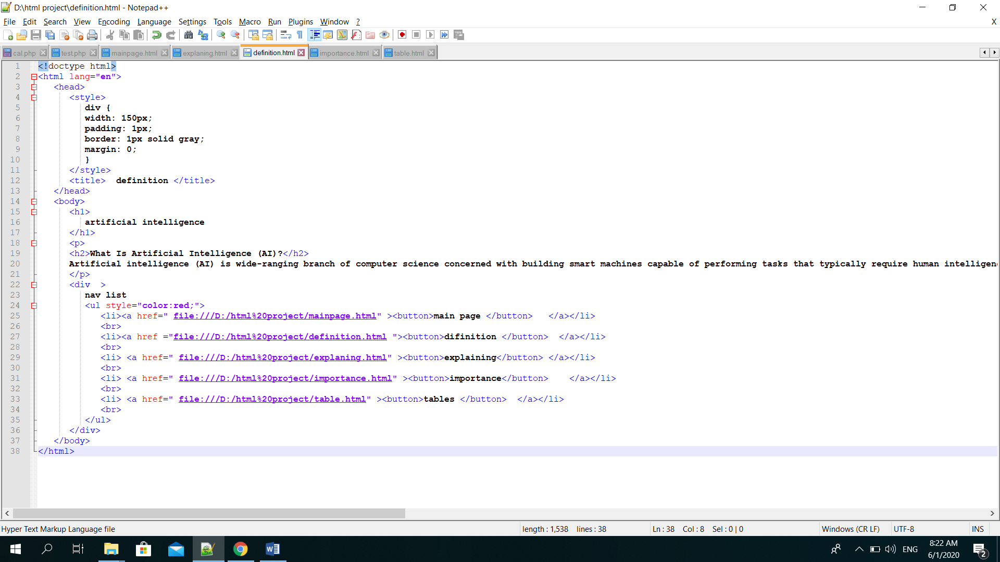 D:\html project\definition.html - Notepad++
File Edit Search View Encoding Language Settings Tools Macro Run Plugins Window ? X
cal.php test.php mainpage.html explaning.html definition.html importance.html table.html
1 <!doctype html>
2 <html lang="en">
3 <head>
4 <style>
5 div {
6 width: 150px;
7 padding: 1px;
8 border: 1px solid gray;
9 margin: 0;
10 }
11 </style>
12 <title>  definition </title>
13 </head>
14 <body>
15 <h1>
16 artificial intelligence
17 </h1>
18 <p>
19 <h2>What Is Artificial Intelligence (AI)?</h2>
20 Artificial intelligence (AI) is wide-ranging branch of computer science concerned with building smart machines capable of performing tasks that typically require human intelligen
21 </p>
22 <div  >
23 nav list
24 <ul style="color:red;">
25 <li><a href=" file:///D:/html%20project/mainpage.html" ><button>main page </button>   </a></li>
26 <br>
27 <li><a href ="file:///D:/html%20project/definition.html "><button>difinition </button>  </a></li>
28 <br>
29 <li> <a href=" file:///D:/html%20project/explaning.html" ><button>explaining</button> </a></li>
30 <br>
31 <li> <a href=" file:///D:/html%20project/importance.html" ><button>importance</button>    </a></li>
32 <br>
33 <li> <a href=" file:///D:/html%20project/table.html" ><button>tables </button>  </a></li>
34 <br>
35 </ul>
36 </div>
37 </body>
38 </html>
Hyper Text Markup Language file length : 1,538 lines : 38 Ln : 38 Col : 8 Sel : 0 | 0 Windows (CR LF) UTF-8 INS
ENG 8:22 AM
6/1/2020 2